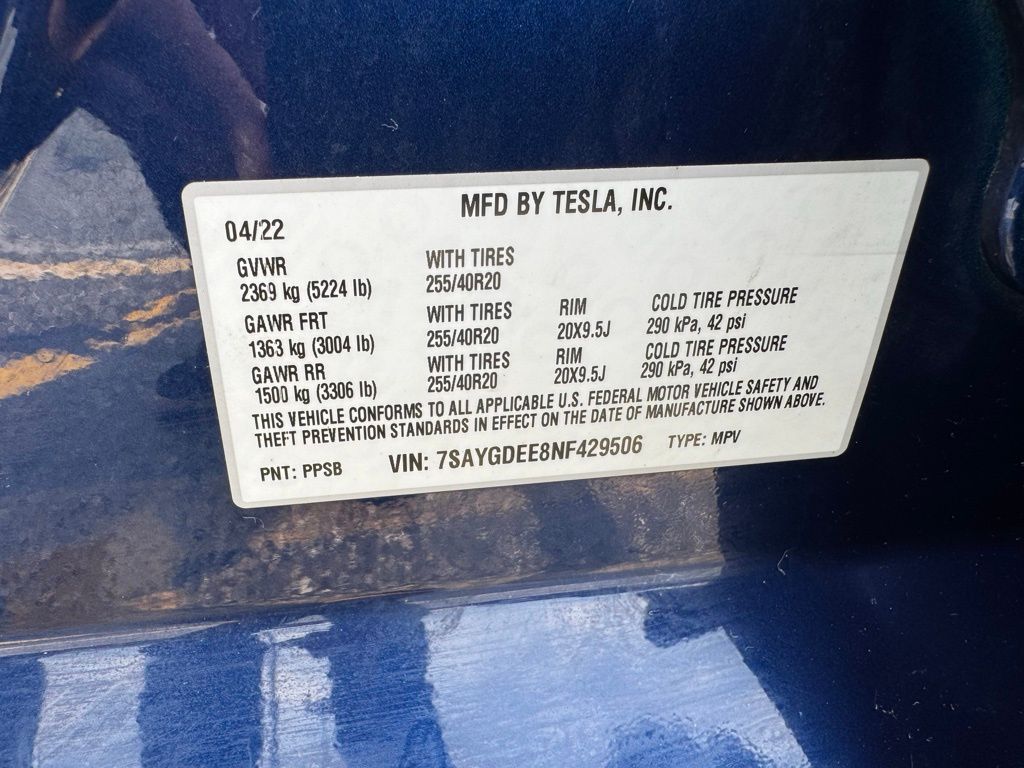 MFD BY TESLA, INC.
04/22
GVWR WITH TIRES
2369 kg (5224 lb) 255/40R20
GAWR FRT WITH TIRES RIM COLD TIRE PRESSURE
1363 kg (3004 lb) 255/40R20 20X9.5J 290 kPa, 42 psi
GAWR RR WITH TIRES RIM COLD TIRE PRESSURE
1500 kg (3306 lb) 255/40R20 20X9.5J 290 kPa, 42 psi
THIS VEHICLE CONFORMS TO ALL APPLICABLE U.S. FEDERAL MOTOR VEHICLE SAFETY AND
THEFT PREVENTION STANDARDS IN EFFECT ON THE DATE OF MANUFACTURE SHOWN ABOVE.
PNT: PPSB VIN: 7SAYGDEE8NF429506 TYPE: MPV